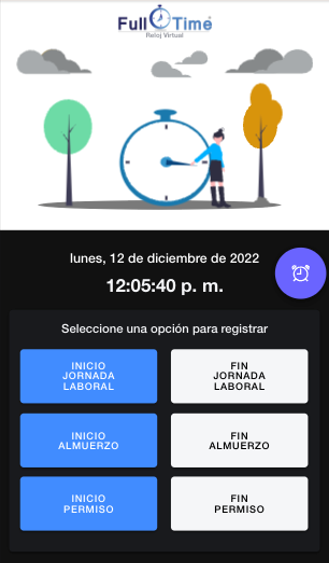 Full Time
Reloj Virtual
lunes, 12 de diciembre de 2022
12:05:40 p. m.
Seleccione una opción para registrar
INICIO
JORNADA
LABORAL
FIN
JORNADA
LABORAL
INICIO
ALMUERZO
FIN
ALMUERZO
INICIO
PERMISO
FIN
PERMISO